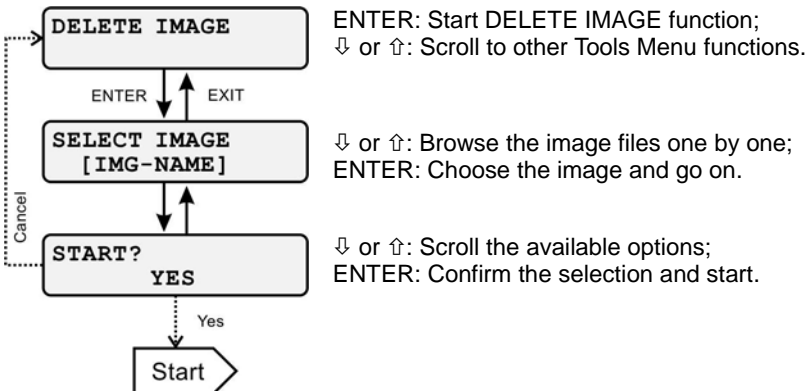 DELETE IMAGE
ENTER: Start DELETE IMAGE function;
⇩ or ⇧: Scroll to other Tools Menu functions.
ENTER
EXIT
SELECT IMAGE
[IMG-NAME]
⇩ or ⇧: Browse the image files one by one;
ENTER: Choose the image and go on.
Cancel
START?
YES
⇩ or ⇧: Scroll the available options;
ENTER: Confirm the selection and start.
Yes
Start